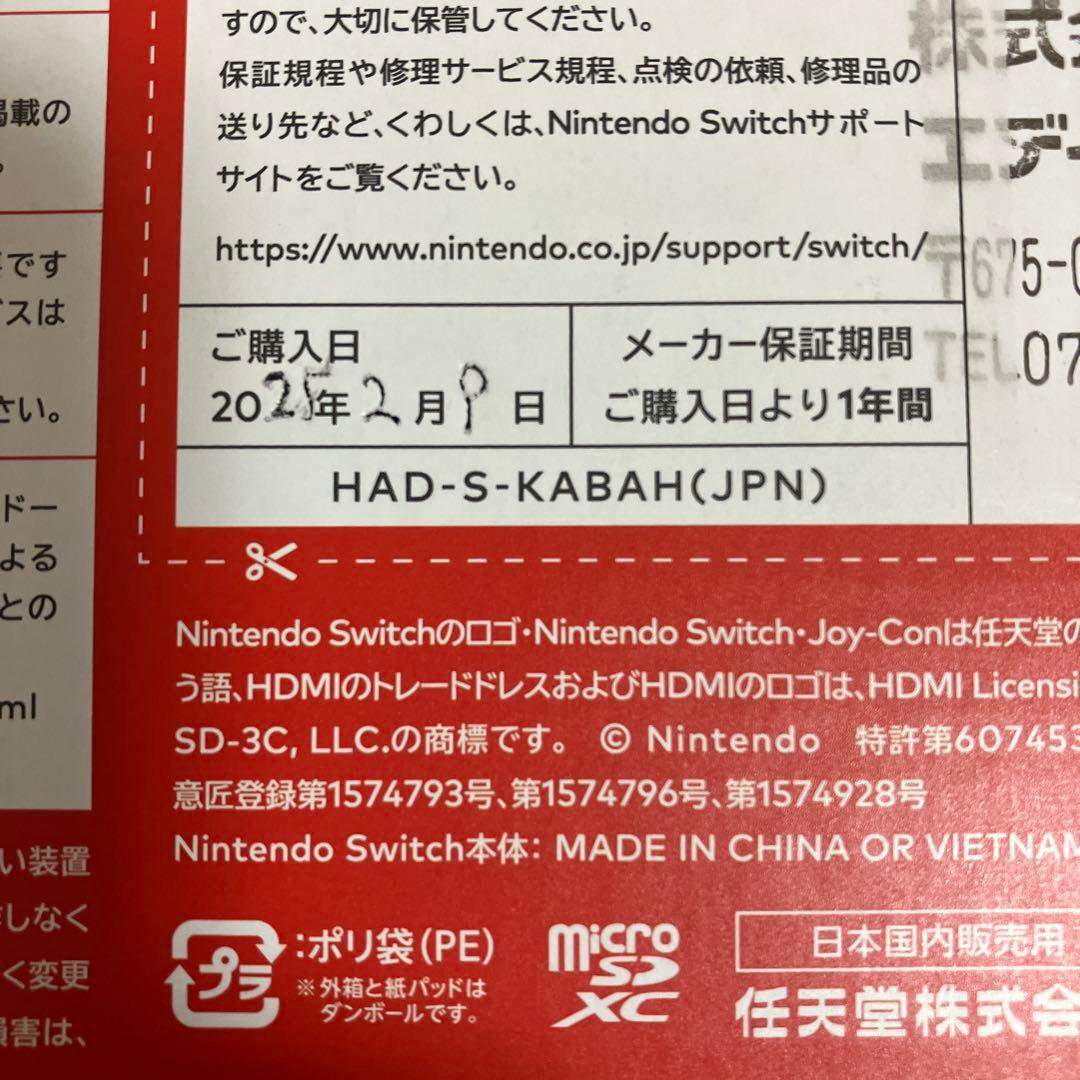 掲載の
。
です
スは
さい。
ドー
よる
との
ml
い装置
しなく
く変更
損害は、
すので、大切に保管してください。
保証規程や修理サービス規程、点検の依頼、修理品の
送り先など、くわしくは、Nintendo Switchサポート
サイトをご覧ください。
https://www.nintendo.co.jp/support/switch/
ご購入日
2025年2月9日
メーカー保証期間
ご購入日より1年間
HAD-S-KABAH(JPN)
株式
エデ
〒675-0
TEL.07
Nintendo Switchのロゴ・Nintendo Switch・Joy-Conは任天堂の
う語、HDMIのトレードドレスおよびHDMIのロゴは、HDMI Licensi
SD-3C, LLC.の商標です。 © Nintendo 特許第607453
意匠登録第1574793号、第1574796号、第1574928号
Nintendo Switch本体: MADE IN CHINA OR VIETNAM
プラ
:ポリ袋(PE)
※外箱と紙パッドは
ダンボールです。
micro
SD
XC
日本国内販売用
任天堂株式会